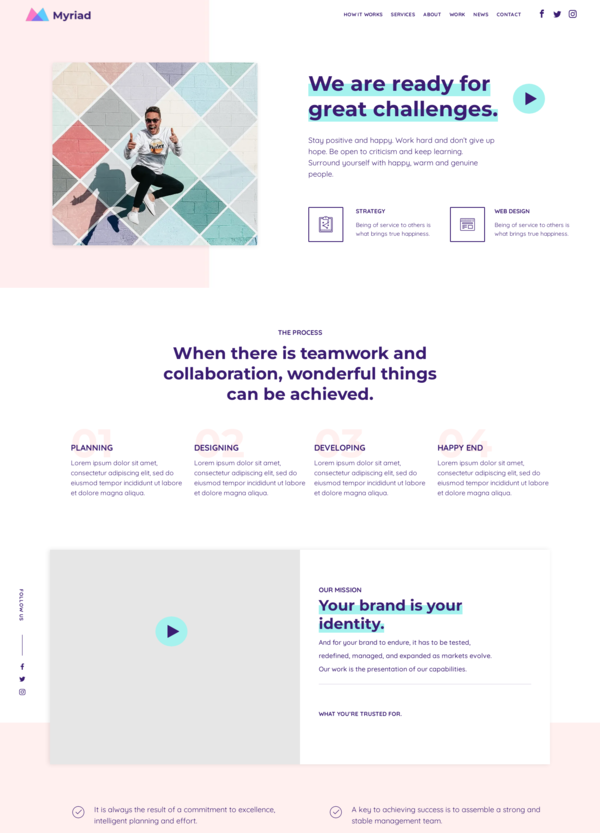 Myriad
HOW IT WORKS SERVICES ABOUT WORK NEWS CONTACT
We are ready for
great challenges.
Stay positive and happy. Work hard and don't give up
hope. Be open to criticism and keep learning.
Surround yourself with happy, warm and genuine
people.
STRATEGY
Being of service to others is
what brings true happiness.
WEB DESIGN
Being of service to others is
what brings true happiness.
THE PROCESS
When there is teamwork and
collaboration, wonderful things
can be achieved.
01
PLANNING
Lorem ipsum dolor sit amet,
consectetur adipiscing elit, sed do
eiusmod tempor incididunt ut labore
et dolore magna aliqua.
02
DESIGNING
Lorem ipsum dolor sit amet,
consectetur adipiscing elit, sed do
eiusmod tempor incididunt ut labore
et dolore magna aliqua.
03
DEVELOPING
Lorem ipsum dolor sit amet,
consectetur adipiscing elit, sed do
eiusmod tempor incididunt ut labore
et dolore magna aliqua.
04
HAPPY END
Lorem ipsum dolor sit amet,
consectetur adipiscing elit, sed do
eiusmod tempor incididunt ut labore
et dolore magna aliqua.
FOLLOW US
OUR MISSION
Your brand is your
identity.
And for your brand to endure, it has to be tested,
redefined, managed, and expanded as markets evolve.
Our work is the presentation of our capabilities.
WHAT YOU'RE TRUSTED FOR.
It is always the result of a commitment to excellence,
intelligent planning and effort.
A key to achieving success is to assemble a strong and
stable management team.